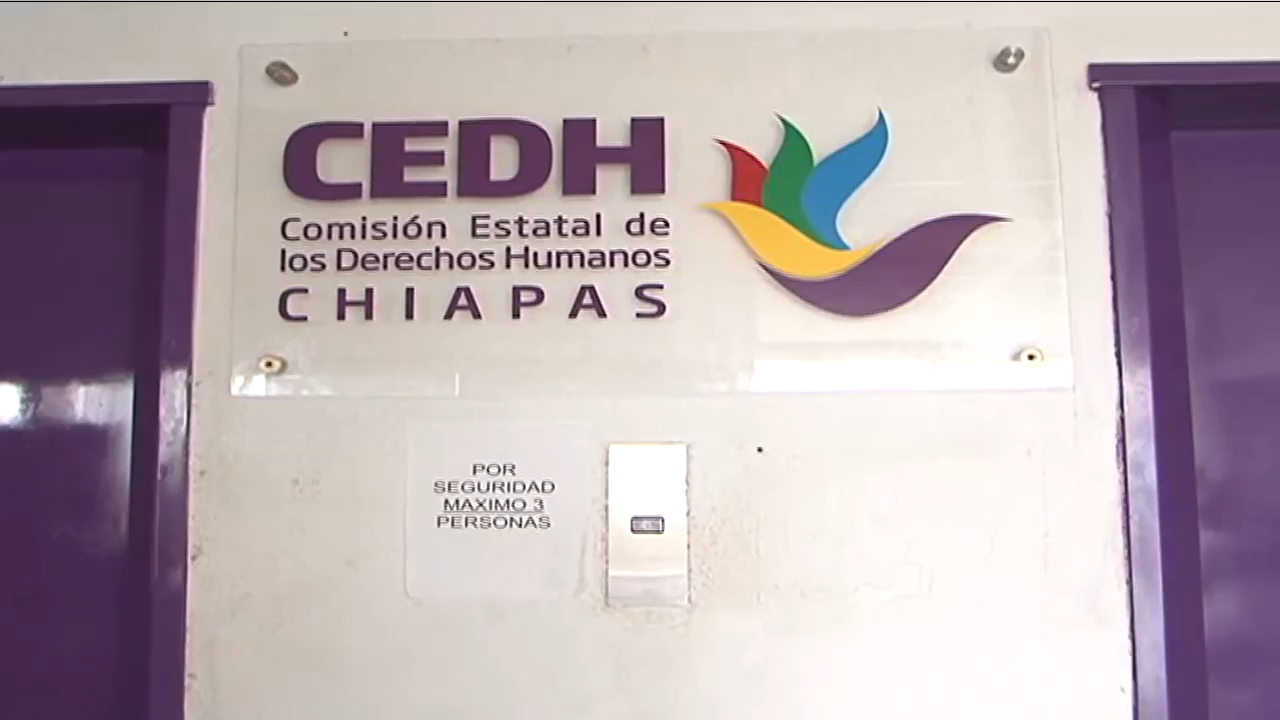 CEDH
Comisión Estatal de
los Derechos Humanos
CHIAPAS
POR
SEGURIDAD
MAXIMO 3
PERSONAS